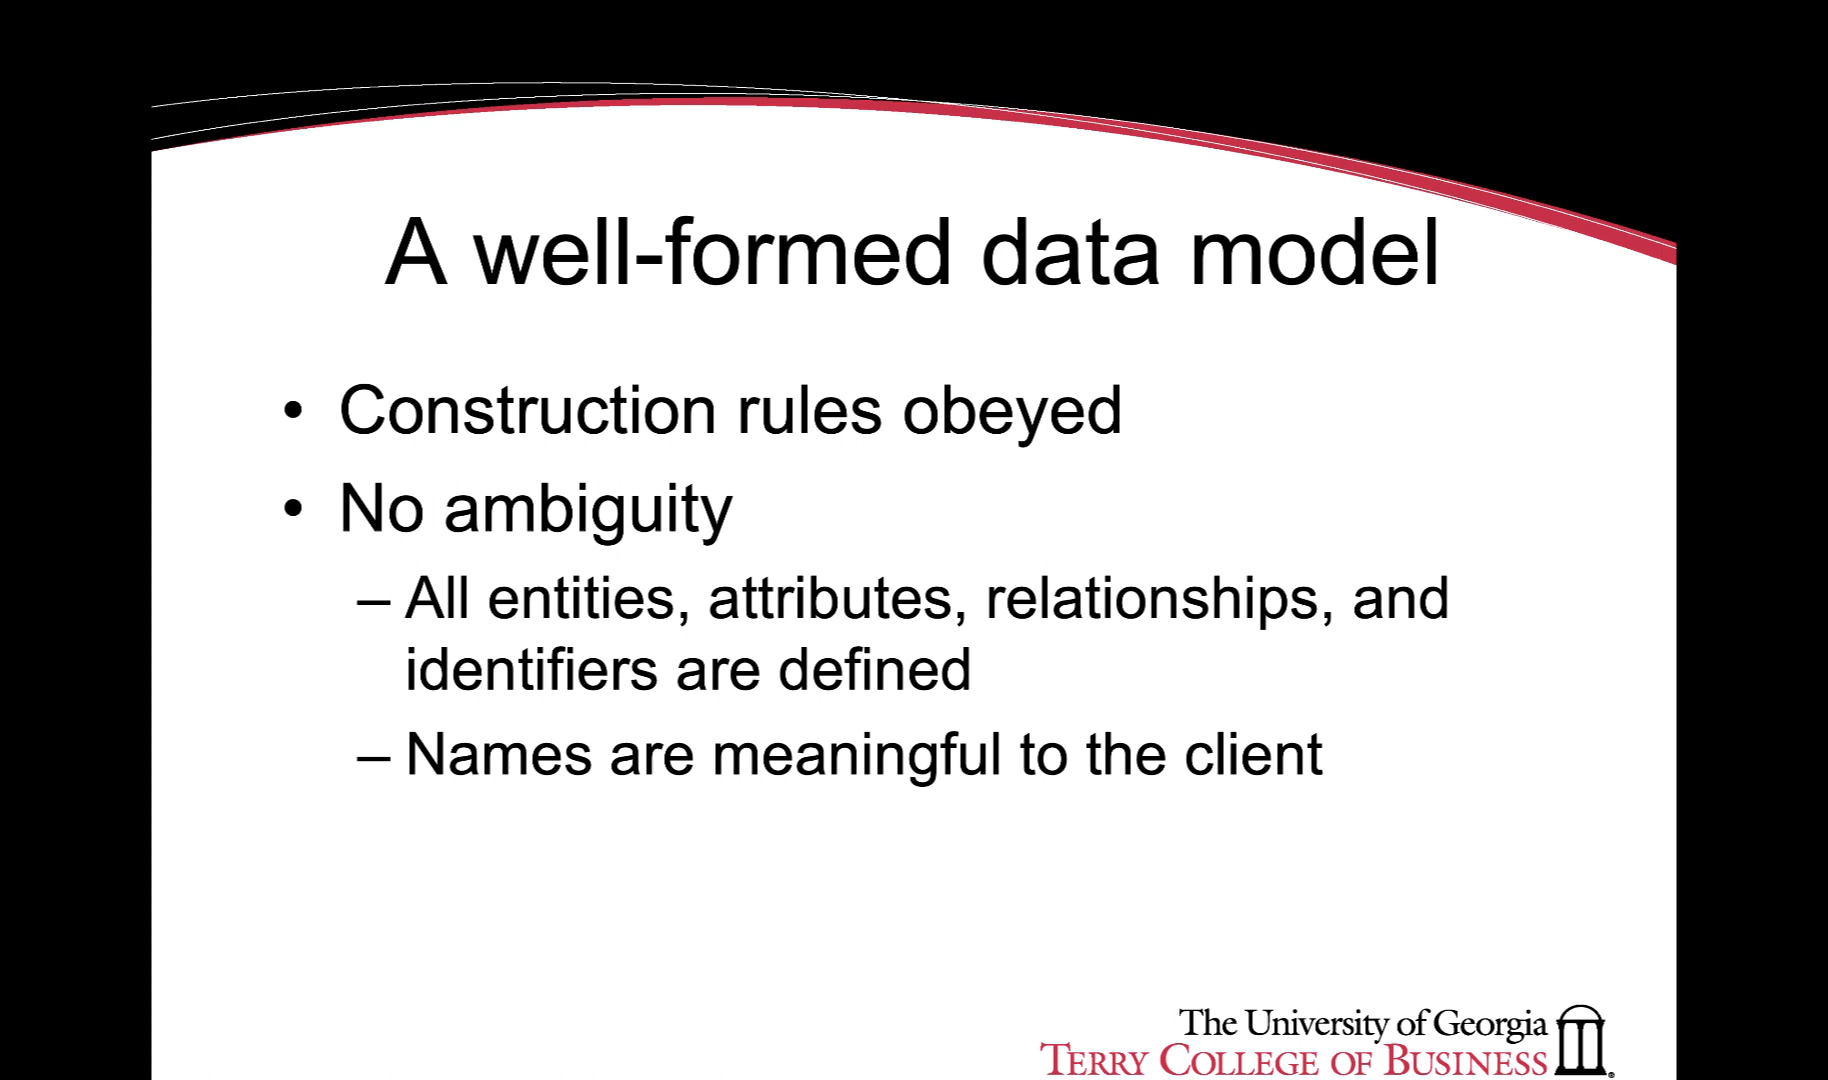 A well-formed data model
• Construction rules obeyed
• No ambiguity
– All entities, attributes, relationships, and
identifiers are defined
– Names are meaningful to the client
The University of Georgia
TERRY COLLEGE OF BUSINESS